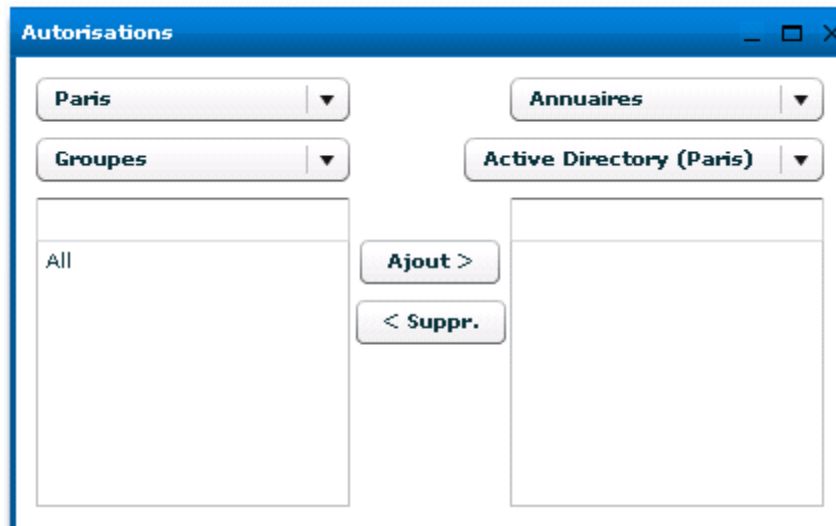 Autorisations
Paris
Annuaires
Groupes
Active Directory (Paris)
All
Ajout >
< Suppr.